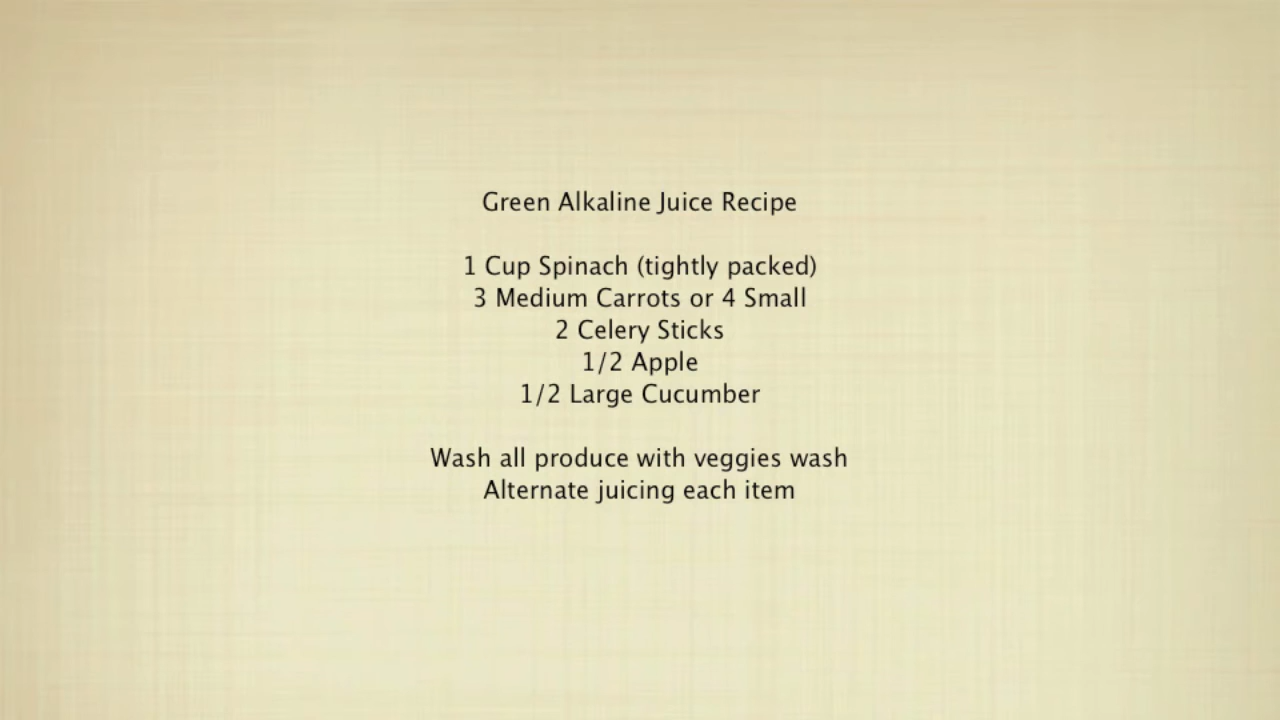 Green Alkaline Juice Recipe
1 Cup Spinach (tightly packed)
3 Medium Carrots or 4 Small
2 Celery Sticks
1/2 Apple
1/2 Large Cucumber
Wash all produce with veggies wash
Alternate juicing each item